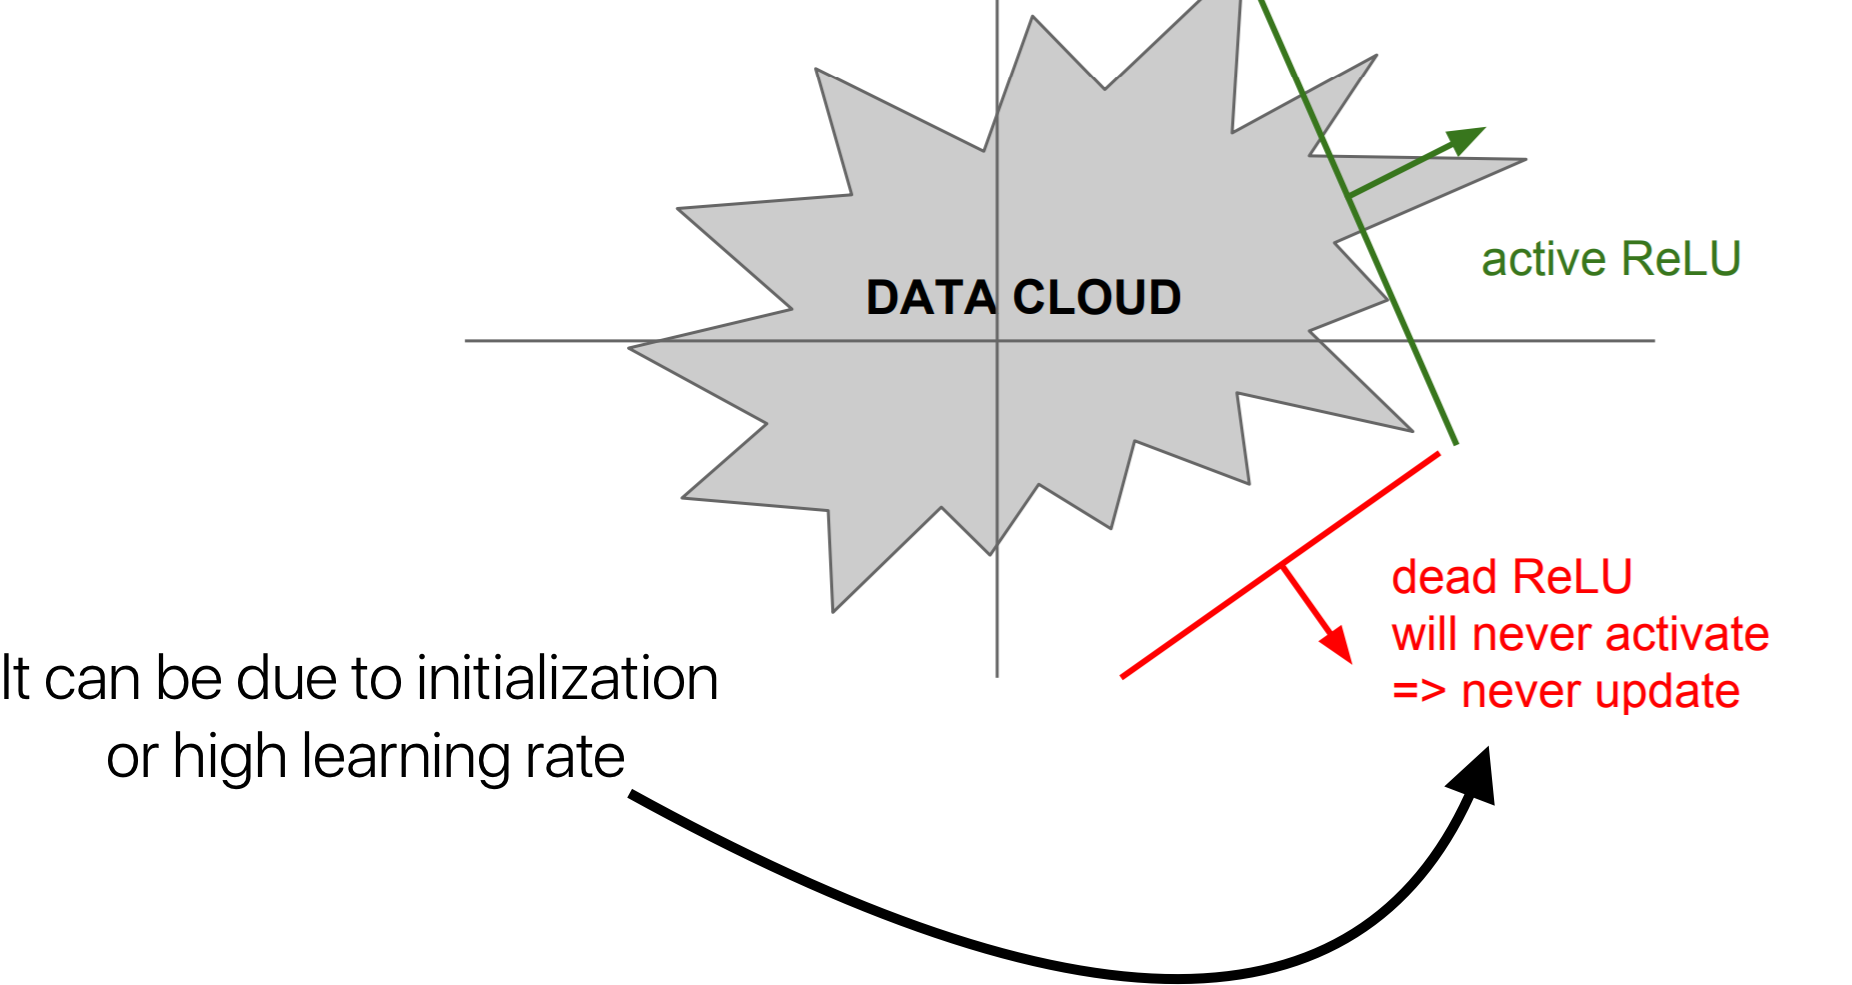 DATA CLOUD
active ReLU
dead ReLU
will never activate
=> never update
It can be due to initialization
or high learning rate